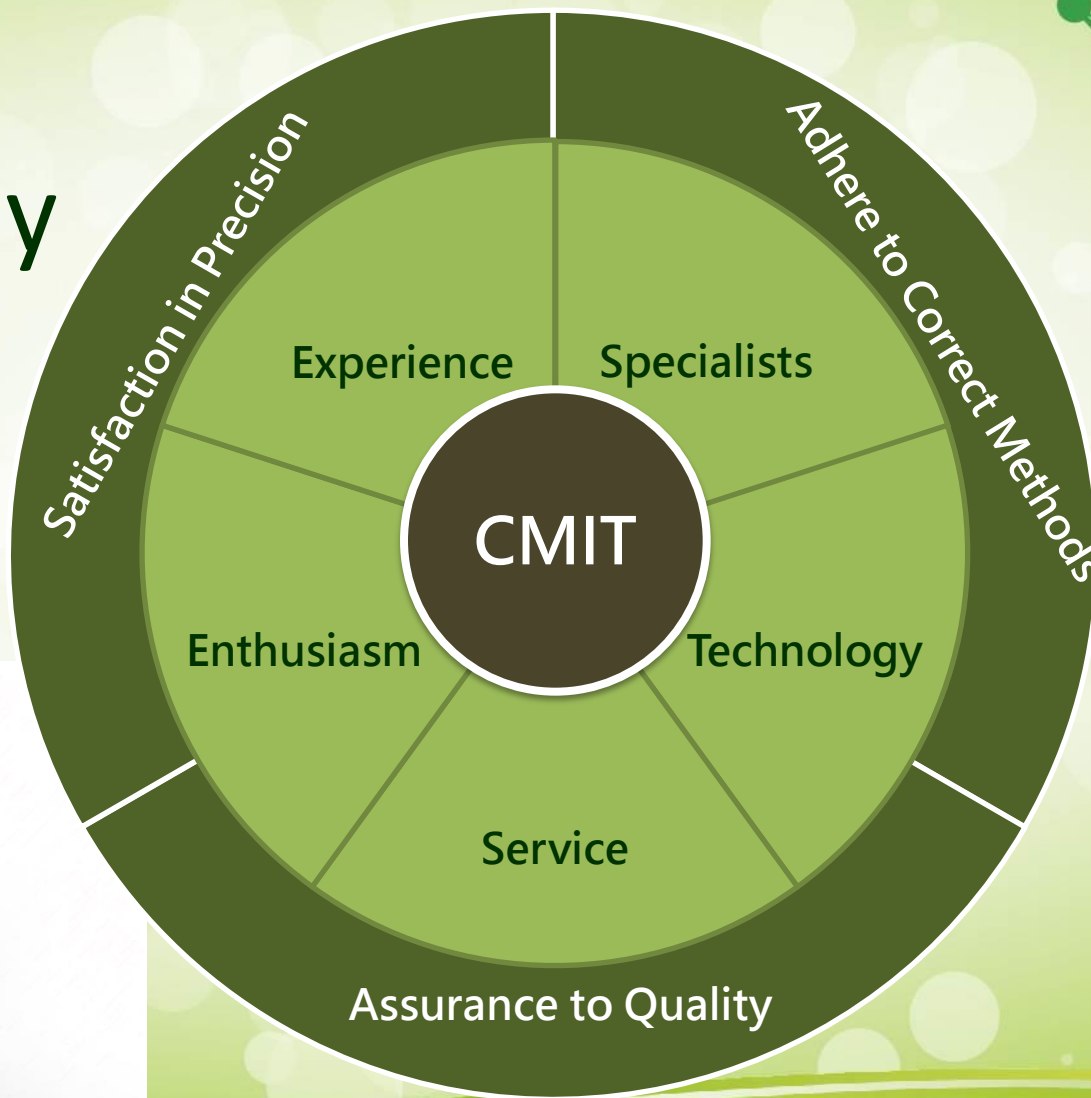 y
Satisfaction in Precision
Adhere to Correct Methods
Experience
Specialists
CMIT
Enthusiasm
Technology
Service
Assurance to Quality